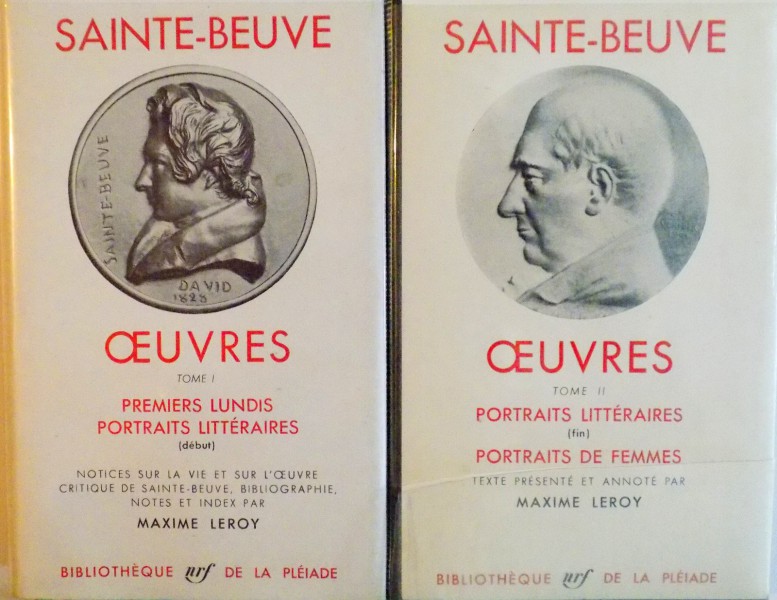 SAINTE-BEUVE
SAINTE-BEUVE
DAVID
1828
ŒUVRES
TOME I
PREMIERS LUNDIS
PORTRAITS LITTÉRAIRES
(début)
NOTICES SUR LA VIE ET SUR L'ŒUVRE
CRITIQUE DE SAINTE-BEUVE, BIBLIOGRAPHIE,
NOTES ET INDEX PAR
MAXIME LEROY
BIBLIOTHÈQUE nrf DE LA PLÉIADE
SAINTE-BEUVE
ŒUVRES
TOME II
PORTRAITS LITTÉRAIRES
(fin)
PORTRAITS DE FEMMES
TEXTE PRÉSENTÉ ET ANNOTÉ PAR
MAXIME LEROY
BIBLIOTHÈQUE nrf DE LA PLÉIADE